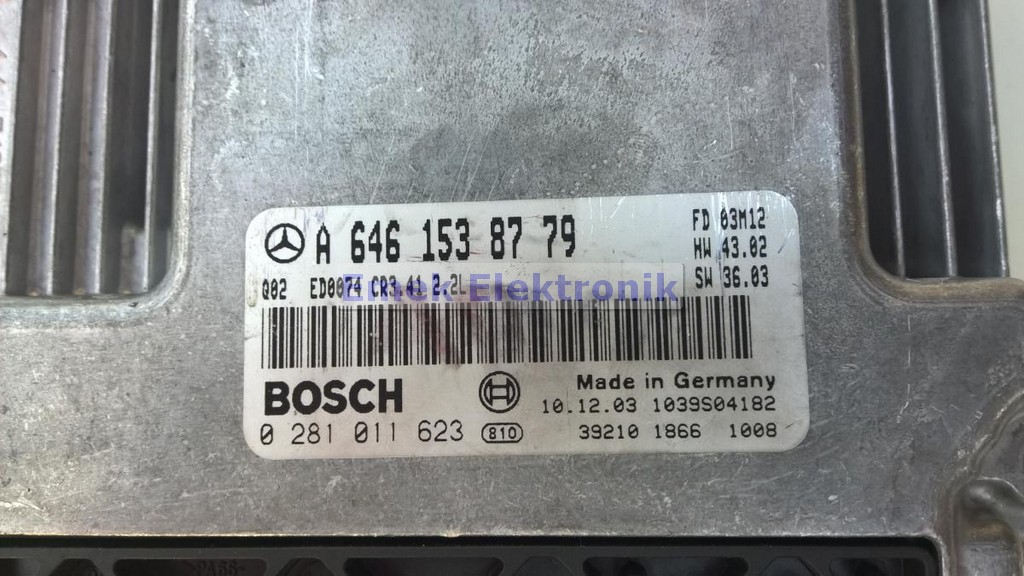 A 646 153 87 79
FD 03M12
HW 43.02
SW 36.03
Q02 ED0074 CR3.41 2.2L
Emek Elektronik
BOSCH
Made in Germany
10.12.03 1039S04182
0 281 011 623 810
39210 1866 1008